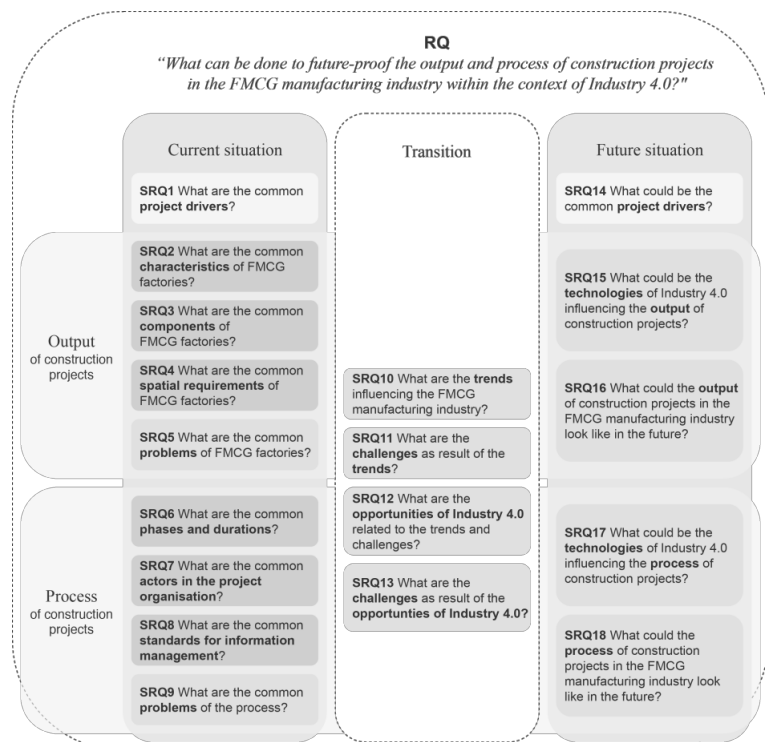 RQ
“What can be done to future-proof the output and process of construction projects
in the FMCG manufacturing industry within the context of Industry 4.0?"
Current situation
SRQ1 What are the common
project drivers?
Output
of construction
projects
SRQ2 What are the common
characteristics of FMCG
factories?
SRQ3 What are the common
components of
FMCG factories?
SRQ4 What are the common
spatial requirements of
FMCG factories?
SRQ5 What are the common
problems of FMCG factories?
Process
of construction
projects
SRQ6 What are the common
phases and durations?
SRQ7 What are the common
actors in the project
organisation?
SRQ8 What are the common
standards for information
management?
SRQ9 What are the common
problems of the process?
Transition
SRQ10 What are the trends
influencing the FMCG
manufacturing industry?
SRQ11 What are the
challenges as result of the
trends?
SRQ12 What are the
opportunities of Industry 4.0
related to the trends and
challenges?
SRQ13 What are the
challenges as result of the
opportunties of Industry 4.0?
Future situation
SRQ14 What could be the
common project drivers?
SRQ15 What could be the
technologies of Industry 4.0
influencing the output of
construction projects?
SRQ16 What could the output
of construction projects in the
FMCG manufacturing industry
look like in the future?
SRQ17 What could be the
technologies of Industry 4.0
influencing the process of
construction projects?
SRQ18 What could the
process of construction
projects in the FMCG
manufacturing industry look
like in the future?